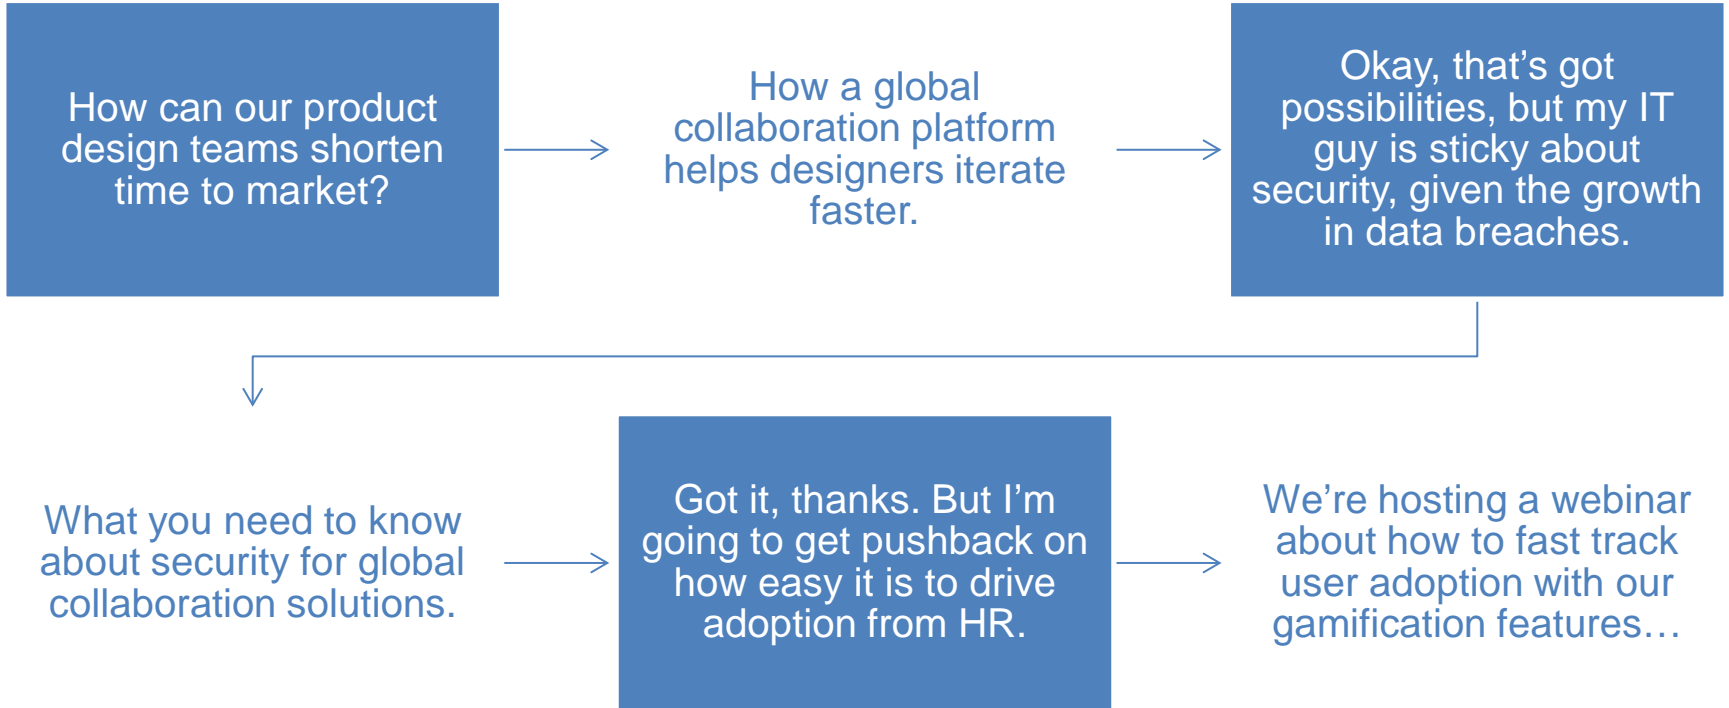 How can our product
design teams shorten
time to market?
How a global
collaboration platform
helps designers iterate
faster.
Okay, that’s got
possibilities, but my IT
guy is sticky about
security, given the growth
in data breaches.
What you need to know
about security for global
collaboration solutions.
Got it, thanks. But I’m
going to get pushback on
how easy it is to drive
adoption from HR.
We’re hosting a webinar
about how to fast track
user adoption with our
gamification features…